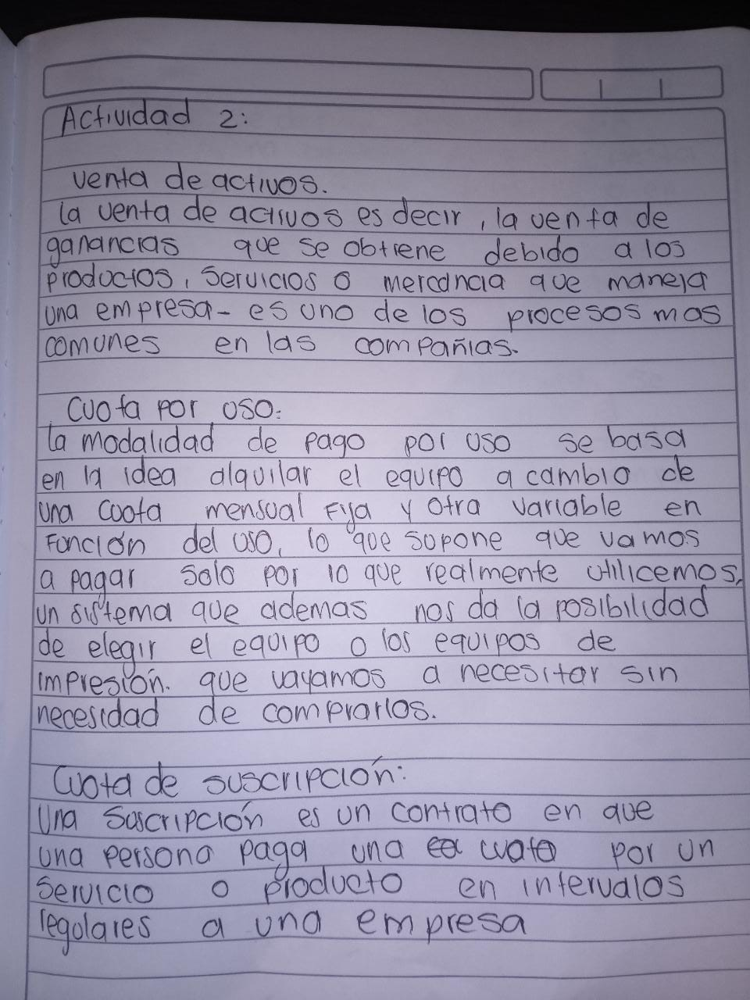 Actividad 2:
venta de activos.
la venta de activos es decir, la venta de
ganancias que se obtiene debido a los
productos, servicios o mercancia que maneja
una empresa- es uno de los procesos mas
comunes en las compañias.
Cuota por uso:
la modalidad de pago por uso se basa
en la idea alquilar el equipo a cambio de
una cuota mensual Fija y otra variable en
Función del uso, lo que supone que vamos
a pagar solo por lo que realmente utilicemos,
un sistema que ademas nos da la posibilidad
de elegir el equipo o los equipos de
impresión. que vayamos a necesitar sin
necesidad de comprarlos.
Cuota de suscripción:
Una Suscripción es un contrato en que
una persona paga una cuota por un
servicio o producto en intervalos
regulares a una empresa